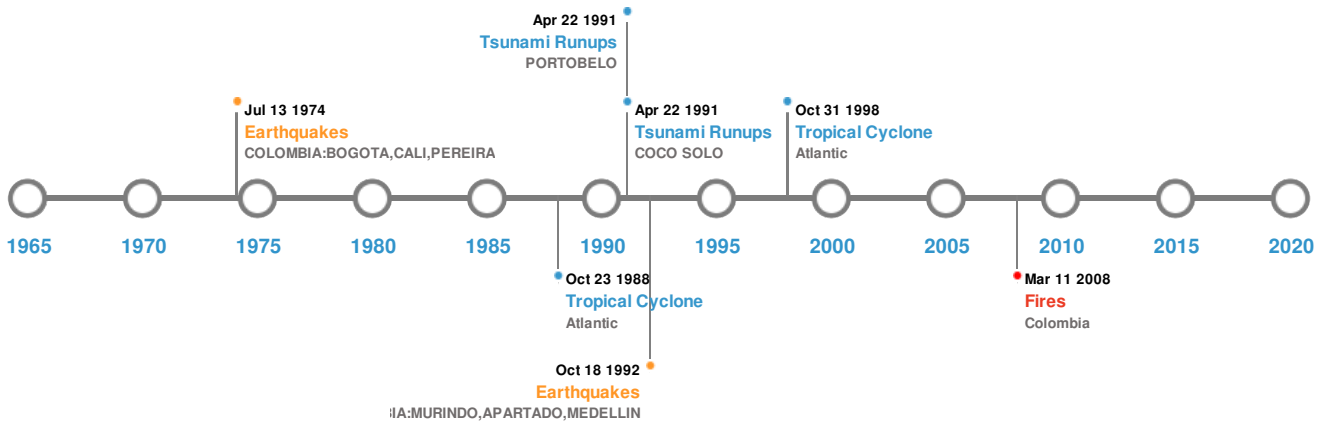 Apr 22 1991
Tsunami Runups
PORTOBELO
Jul 13 1974
Earthquakes
COLOMBIA:BOGOTA,CALI,PEREIRA
Apr 22 1991
Tsunami Runups
COCO SOLO
Oct 31 1998
Tropical Cyclone
Atlantic
1965 1970 1975 1980 1985 1990 1995 2000 2005 2010 2015 2020
Oct 23 1988
Tropical Cyclone
Atlantic
Mar 11 2008
Fires
Colombia
Oct 18 1992
Earthquakes
IA:MURINDO,APARTADO,MEDELLIN